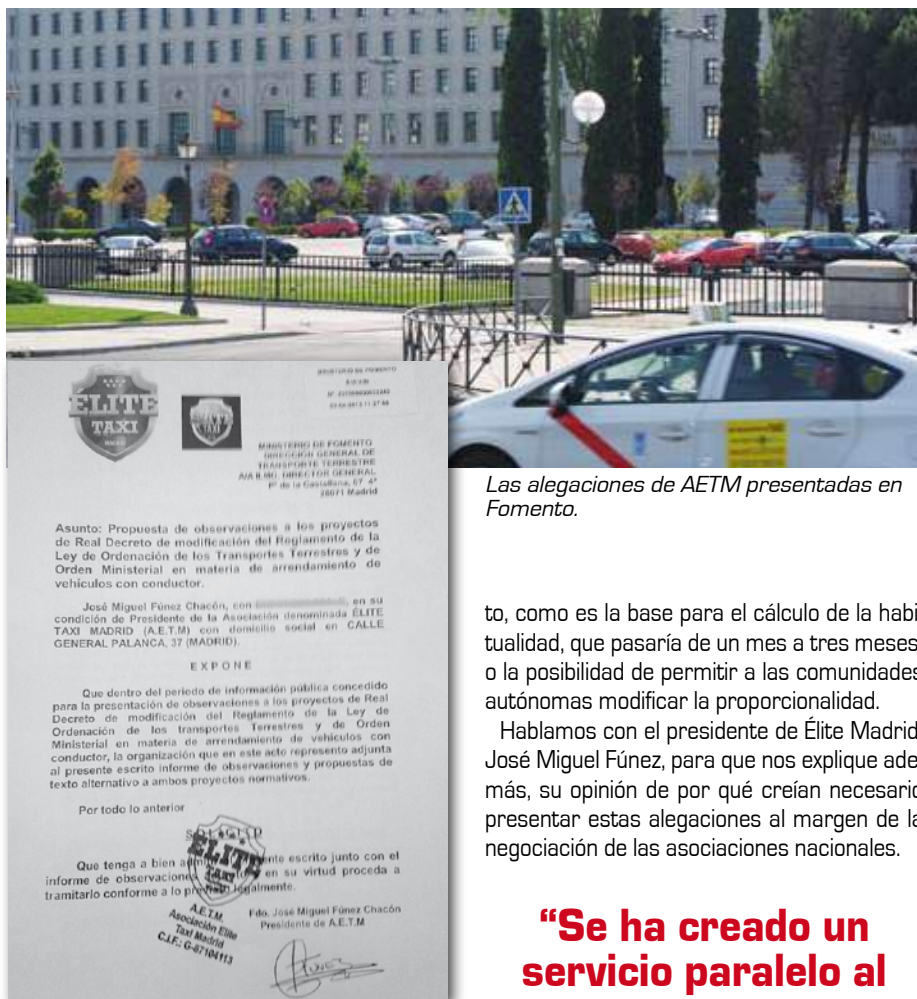 ELITE
TAXI
MADRID
MINISTERIO DE FOMENTO
MINISTERIO DE FOMENTO
DIRECCIÓN GENERAL DE
TRANSPORTE TERRESTRE
A/A ILMO. DIRECTOR GENERAL
Pº de la Castellana, 67 4ª
28071 Madrid
Asunto: Propuesta de observaciones a los proyectos
de Real Decreto de modificación del Reglamento de la
Ley de Ordenación de los Transportes Terrestres y de
Orden Ministerial en materia de arrendamiento de
vehículos con conductor.
José Miguel Fúnez Chacón, con en su
condición de Presidente de la Asociación denominada ÉLITE
TAXI MADRID (A.E.T.M) con domicilio social en CALLE
GENERAL PALANCA, 37 (MADRID).
E X P O N E
Que dentro del periodo de información pública concedido
para la presentación de observaciones a los proyectos de Real
Decreto de modificación del Reglamento de la Ley de
Ordenación de los transportes Terrestres y de Orden
Ministerial en materia de arrendamiento de vehículos con
conductor, la organización que en este acto represento adjunta
al presente escrito informe de observaciones y propuestas de
texto alternativo a ambos proyectos normativos.
Por todo lo anterior
Que tenga a bien escrito junto con el
informe de observaciones en su virtud proceda a
tramitarlo conforme a lo legalmente.
ELITE
TAXI
A.E.T.M.
Asociación Elite
Taxi Madrid
C.I.F.: G-87104113
Fdo. José Miguel Fúnez Chacón
Presidente de A.E.T.M
Las alegaciones de AETM presentadas en
Fomento.
to, como es la base para el cálculo de la habi
tualidad, que pasaría de un mes a tres meses
o la posibilidad de permitir a las comunidades
autónomas modificar la proporcionalidad.
Hablamos con el presidente de Élite Madrid
José Miguel Fúnez, para que nos explique ade
más, su opinión de por qué creían necesario
presentar estas alegaciones al margen de la
negociación de las asociaciones nacionales.
“Se ha creado un
servicio paralelo al